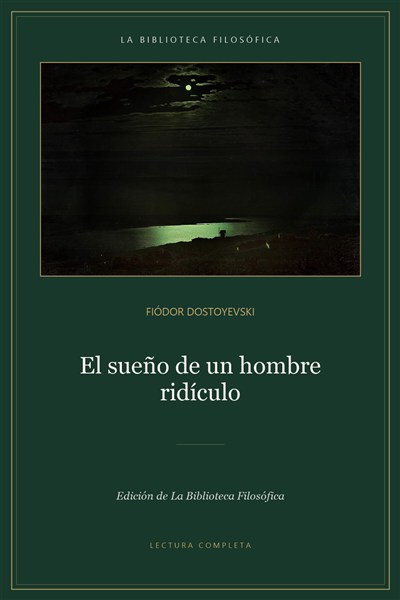 LA BIBLIOTECA FILOSÓFICA
FIÓDOR DOSTOYEVSKI
El sueño de un hombre
ridículo
Edición de La Biblioteca Filosófica
LECTURA COMPLETA